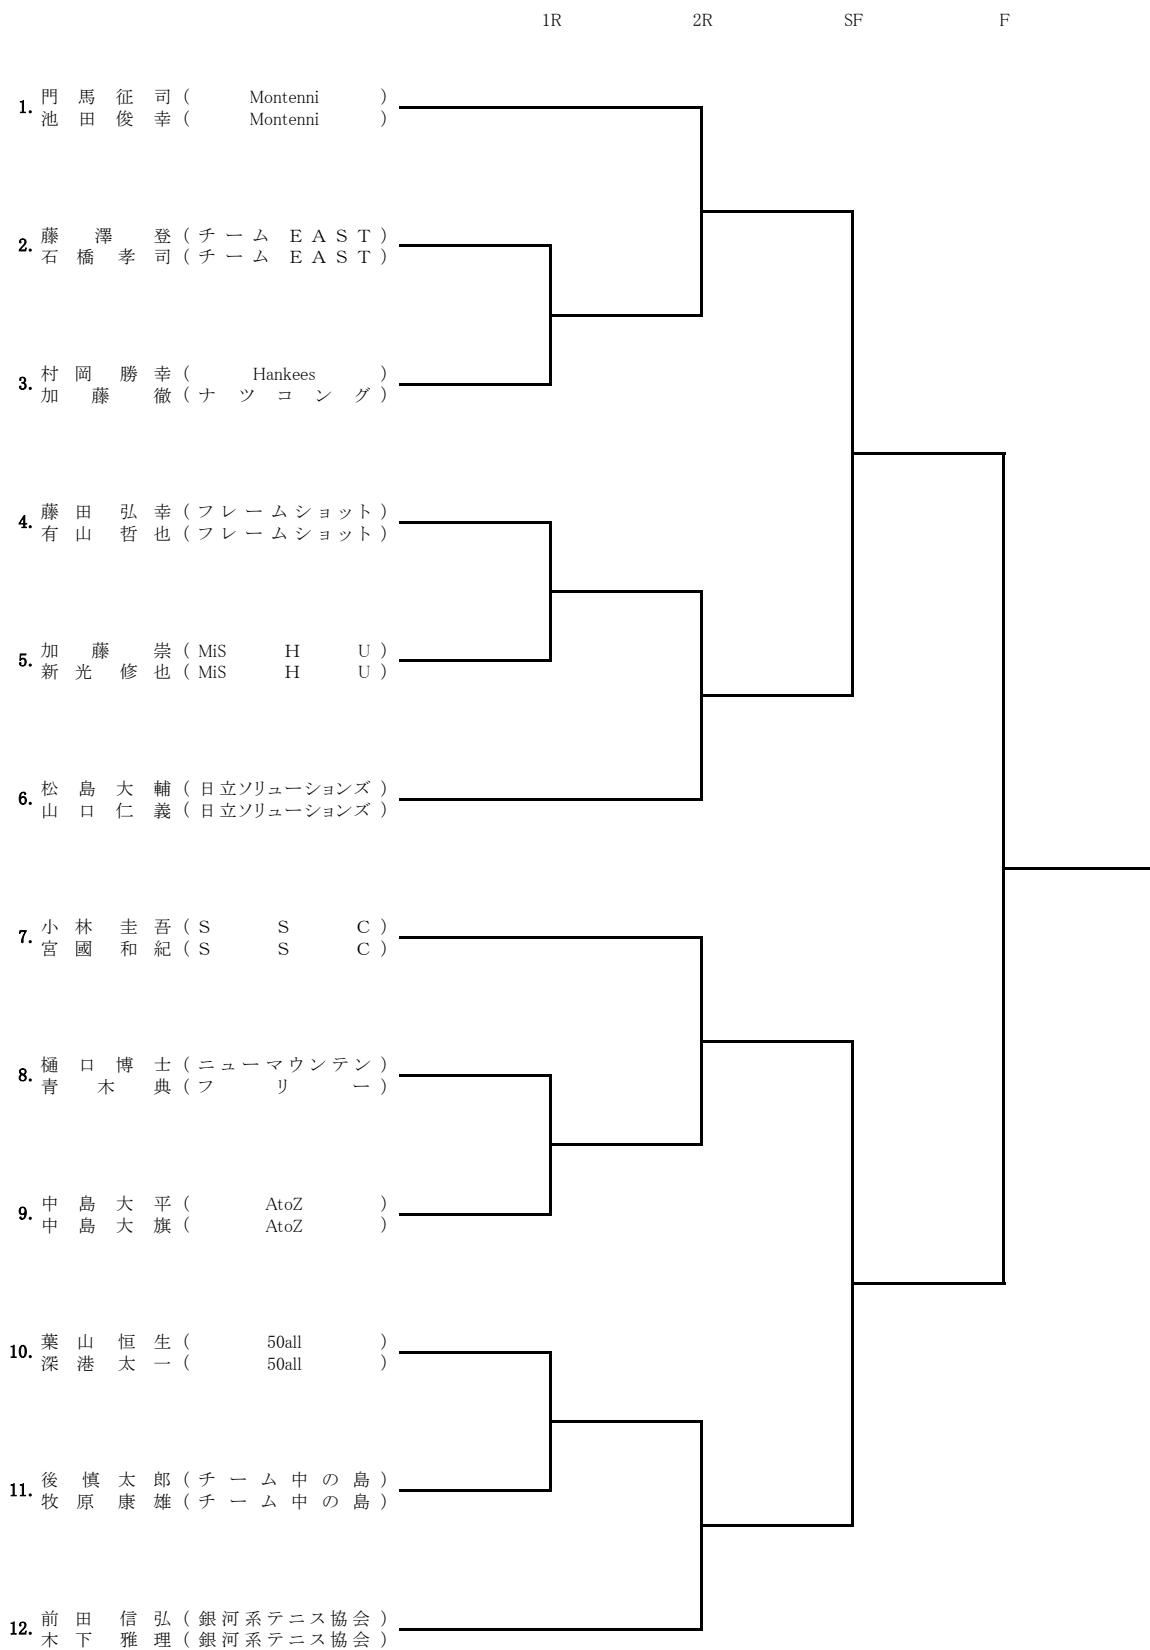 1R 2R SF F
1. 門馬征司 ( Montenni )
池田俊幸 ( Montenni )
2. 藤澤登 ( チーム EAST )
石橋孝司 ( チーム EAST )
3. 村岡勝幸 ( Hankees )
加藤徹 ( ナツコング )
4. 藤田弘幸 ( フレームショット )
有山哲也 ( フレームショット )
5. 加藤崇 ( MiS H U )
新光修也 ( MiS H U )
6. 松島大輔 ( 日立ソリューションズ )
山口仁義 ( 日立ソリューションズ )
7. 小林圭吾 ( S S C )
宮國和紀 ( S S C )
8. 樋口博士 ( ニューマウンテン )
青木典 ( フリー )
9. 中島大平 ( AtoZ )
中島大旗 ( AtoZ )
10. 葉山恒生 ( 50all )
深港太一 ( 50all )
11. 後慎太郎 ( チーム中の島 )
牧原康雄 ( チーム中の島 )
12. 前田信弘 ( 銀河系テニス協会 )
木下雅理 ( 銀河系テニス協会 )